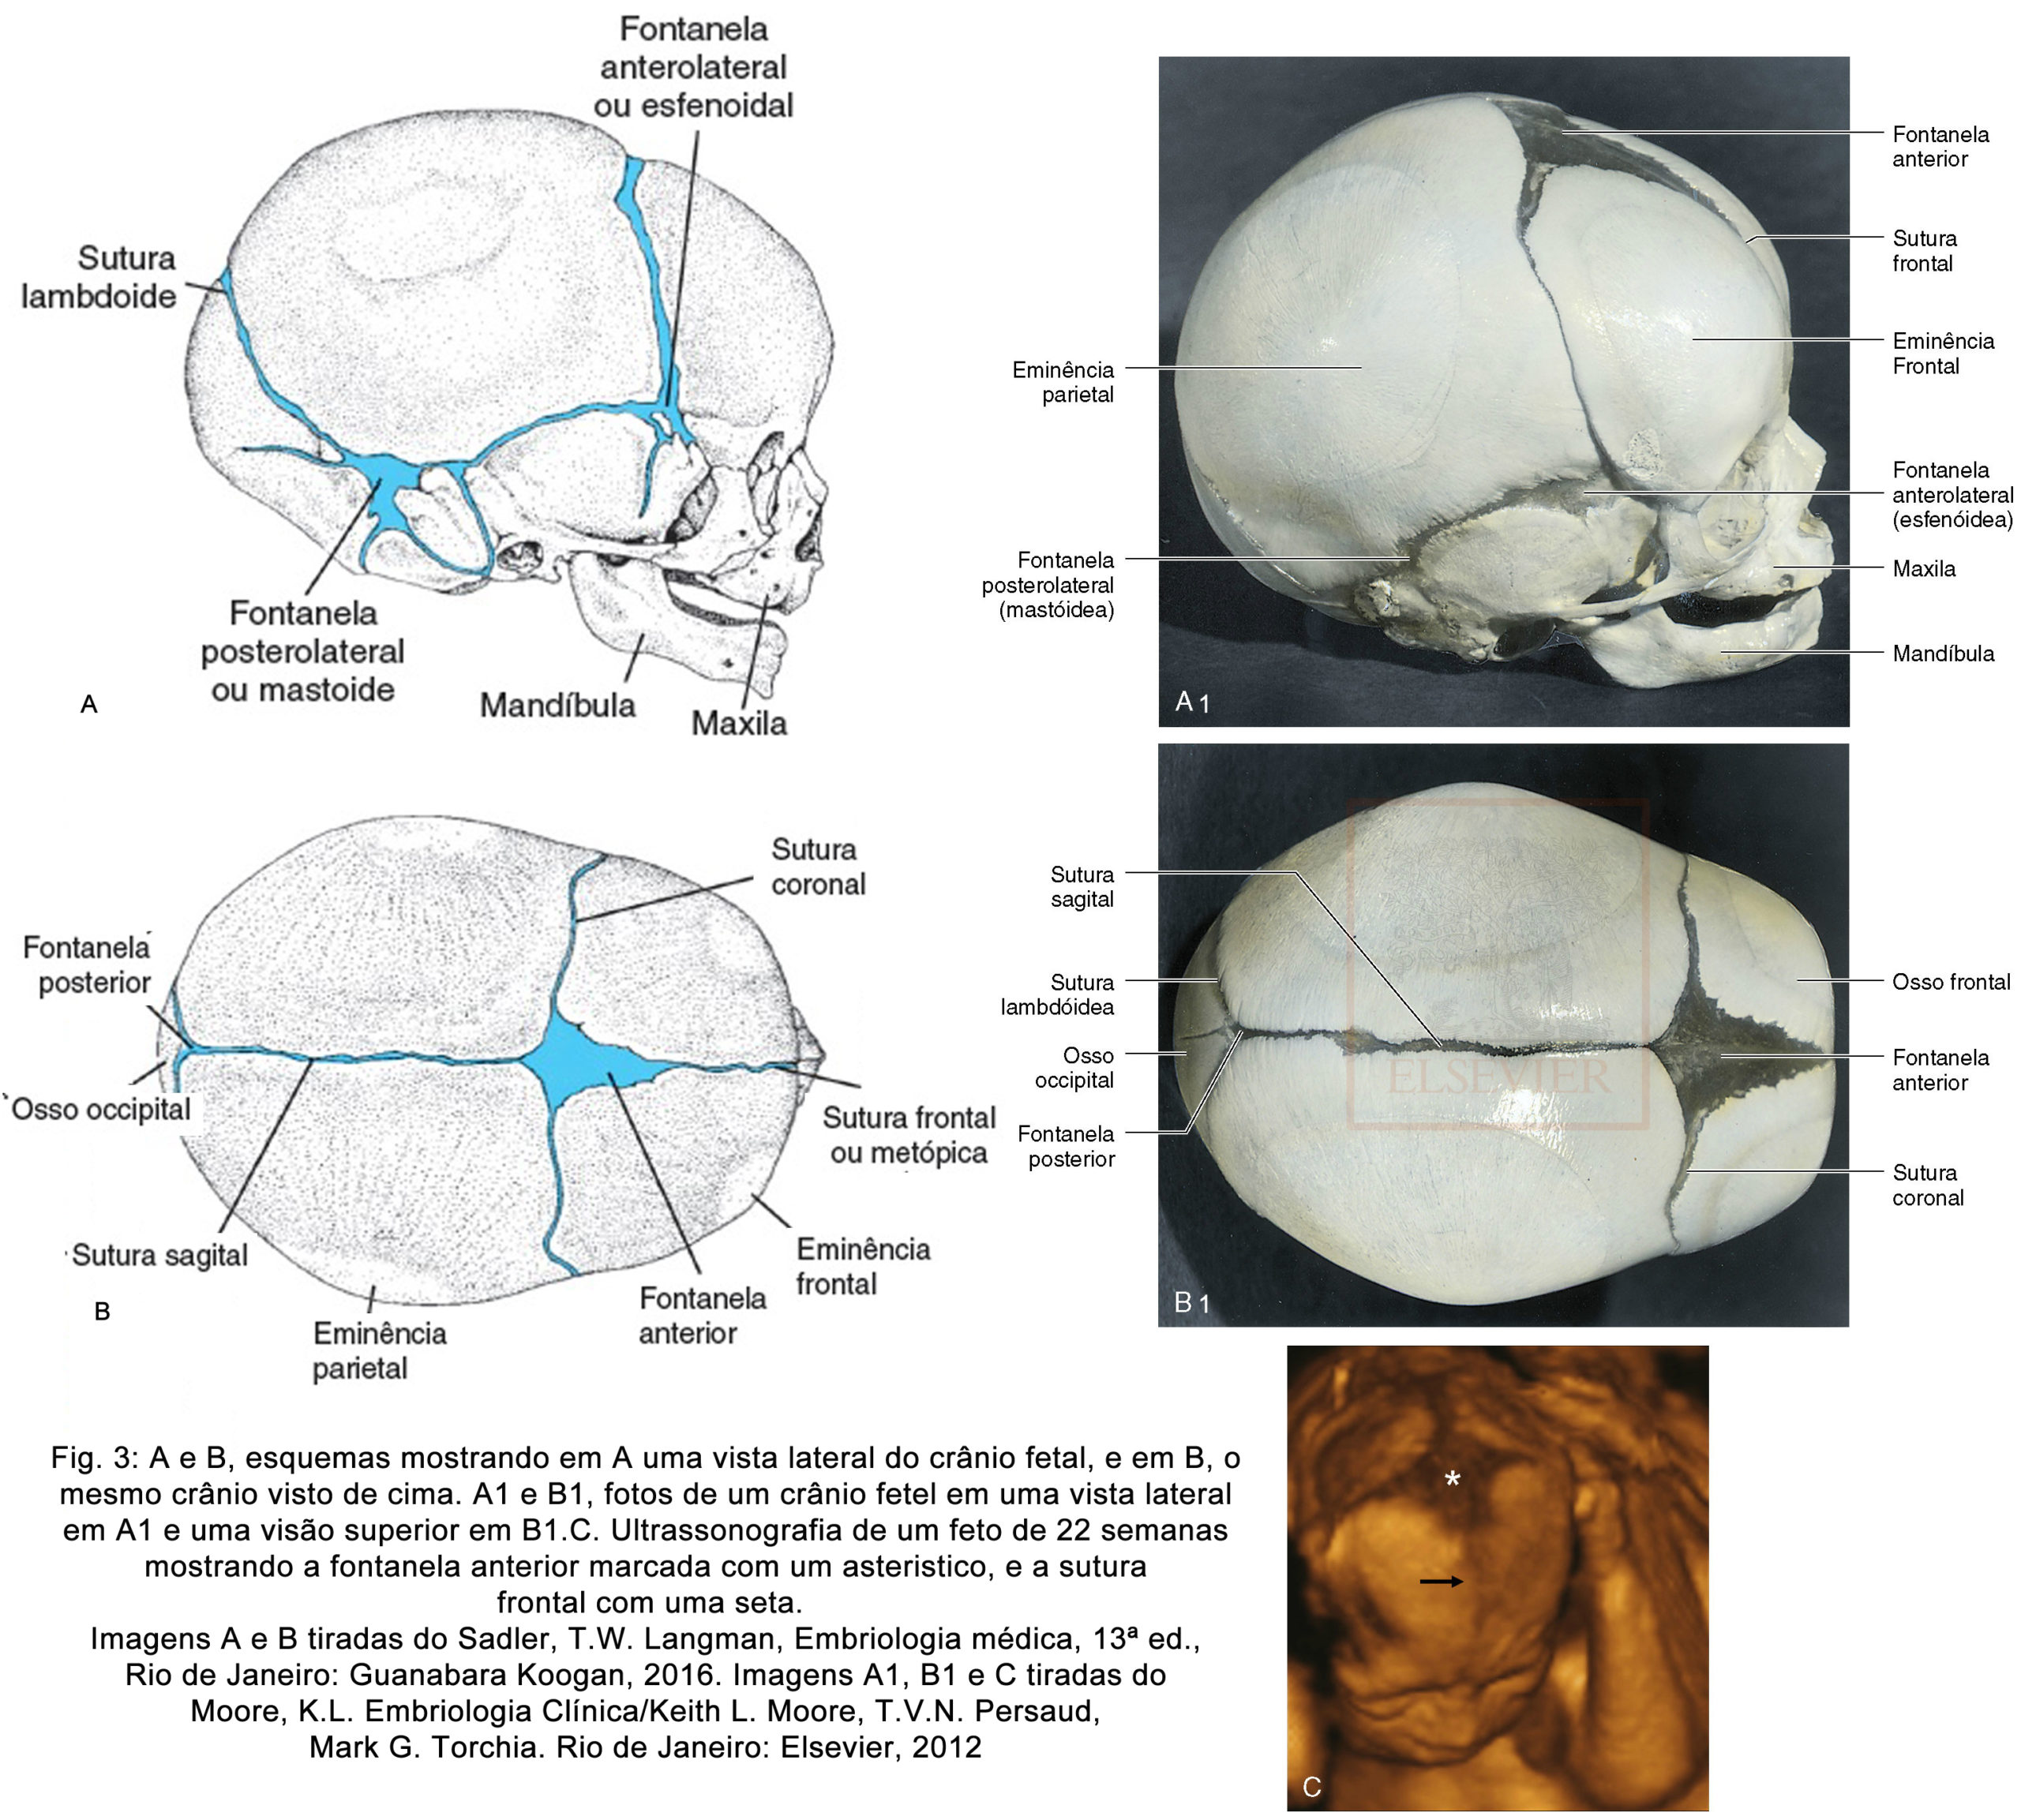 Fontanela
anterolateral
ou esfenoidal
Sutura
lambdoide
Fontanela
posterolateral
ou mastoide
Mandíbula
Maxila
A
Fontanela
anterior
Sutura
frontal
Eminência
parietal
Eminência
Frontal
Fontanela
anterolateral
(esfenóidea)
Fontanela
posterolateral
(mastóidea)
Maxila
Mandíbula
A 1
Sutura
coronal
Fontanela
posterior
Osso occipital
Sutura frontal
ou metópica
Sutura sagital
Eminência
frontal
Fontanela
anterior
B
Eminência
parietal
Sutura
sagital
Sutura
lambdóidea
Osso frontal
Osso
occipital
Fontanela
anterior
Fontanela
posterior
Sutura
coronal
ELSEVIER
B 1
*
C
Fig. 3: A e B, esquemas mostrando em A uma vista lateral do crânio fetal, e em B, o
mesmo crânio visto de cima. A1 e B1, fotos de um crânio fetel em uma vista lateral
em A1 e uma visão superior em B1.C. Ultrassonografia de um feto de 22 semanas
mostrando a fontanela anterior marcada com um asteristico, e a sutura
frontal com uma seta.
Imagens A e B tiradas do Sadler, T.W. Langman, Embriologia médica, 13ª ed.,
Rio de Janeiro: Guanabara Koogan, 2016. Imagens A1, B1 e C tiradas do
Moore, K.L. Embriologia Clínica/Keith L. Moore, T.V.N. Persaud,
Mark G. Torchia. Rio de Janeiro: Elsevier, 2012